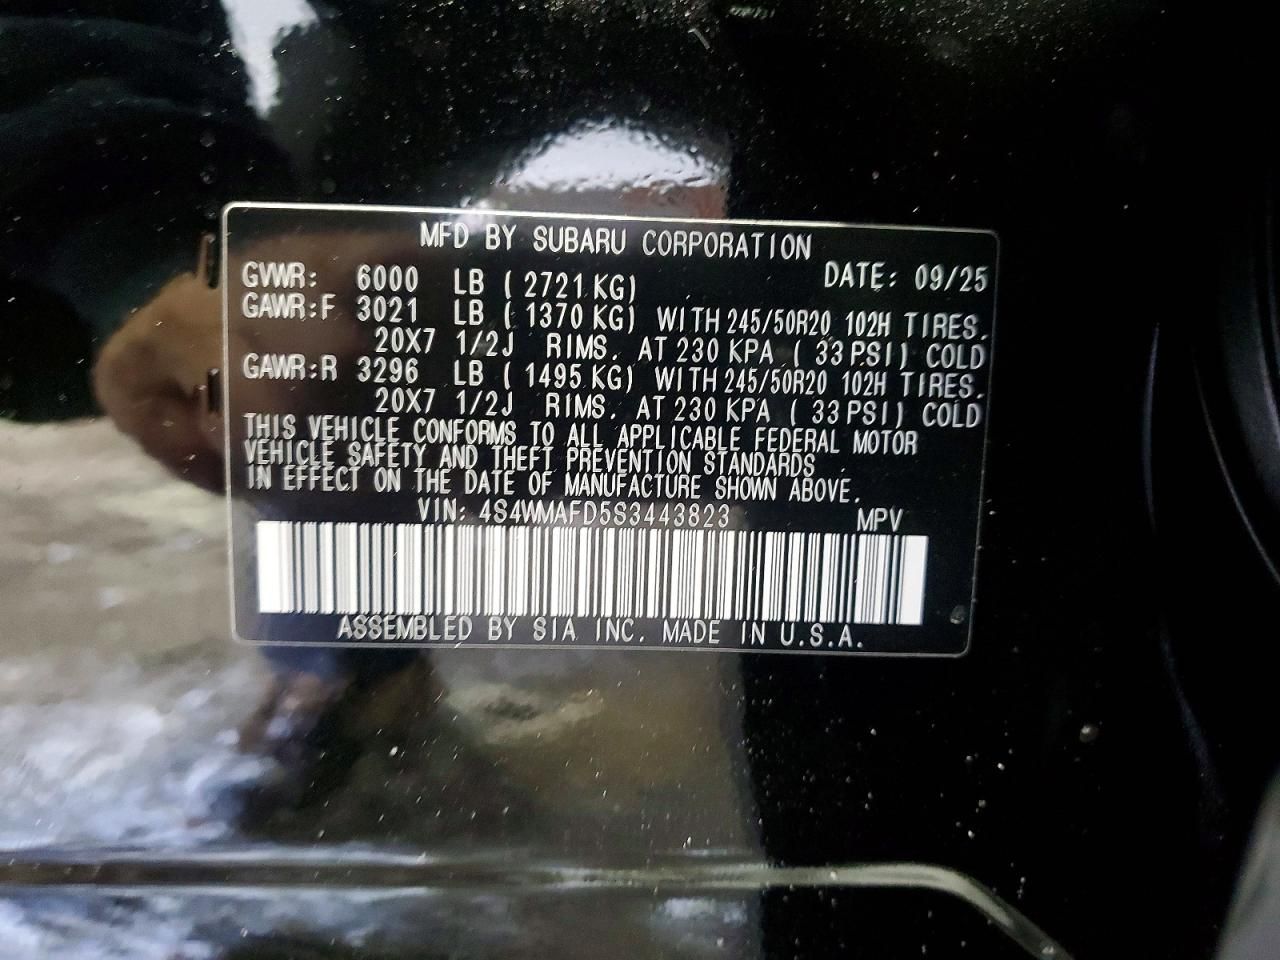 MFD BY SUBARU CORPORATION
DATE: 09/25
GVWR: 6000 LB ( 2721 KG)
GAWR:F 3021 LB ( 1370 KG) WITH 245/50R20 102H TIRES.
20X7 1/2J RIMS. AT 230 KPA ( 33 PSI) COLD
GAWR:R 3296 LB ( 1495 KG) WITH 245/50R20 102H TIRES.
20X7 1/2J RIMS. AT 230 KPA ( 33 PSI) COLD
THIS VEHICLE CONFORMS TO ALL APPLICABLE FEDERAL MOTOR
VEHICLE SAFETY AND THEFT PREVENTION STANDARDS
IN EFFECT ON THE DATE OF MANUFACTURE SHOWN ABOVE.
VIN: 4S4WMAFD5S3443823 MPV
ASSEMBLED BY SIA INC. MADE IN U.S.A.